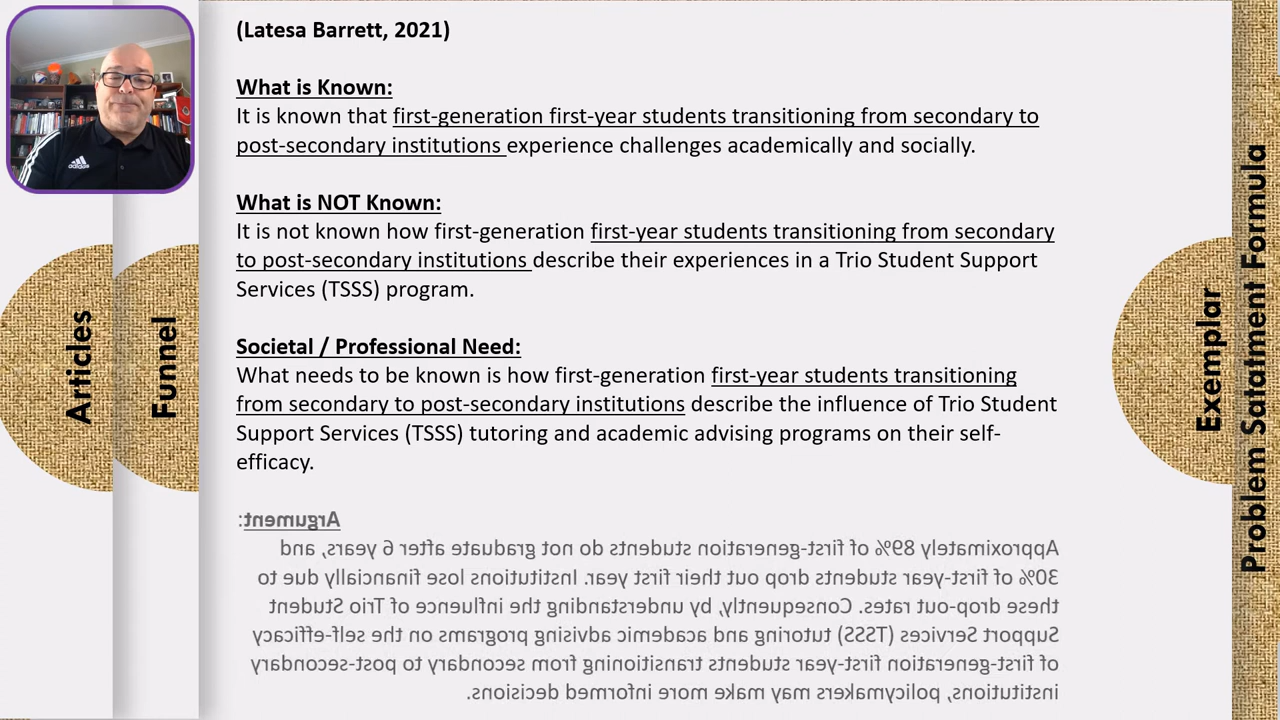 (Latesa Barrett, 2021)
What is Known:
It is known that first-generation first-year students transitioning from secondary to
post-secondary institutions experience challenges academically and socially.
What is NOT Known:
It is not known how first-generation first-year students transitioning from secondary
to post-secondary institutions describe their experiences in a Trio Student Support
Services (TSSS) program.
Societal / Professional Need:
What needs to be known is how first-generation first-year students transitioning
from secondary to post-secondary institutions describe the influence of Trio Student
Support Services (TSSS) tutoring and academic advising programs on their self-
efficacy.
Argument:
Approximately 89% of first-generation students do not graduate after 6 years, and
30% of first-year students drop out their first year. Institutions lose financially due to
these drop-out rates. Consequently, by understanding the influence of Trio Student
Support Services (TSSS) tutoring and academic advising programs on the self-efficacy
of first-generation first-year students transitioning from secondary to post-secondary
institutions, policymakers may make more informed decisions.
Articles
Funnel
Exemplar
Problem Satatment Formula
adidas